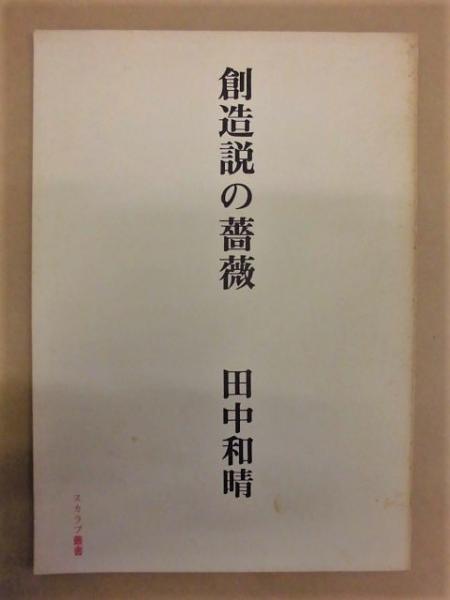 創造説の薔薇
田中和晴
スカラブ叢書